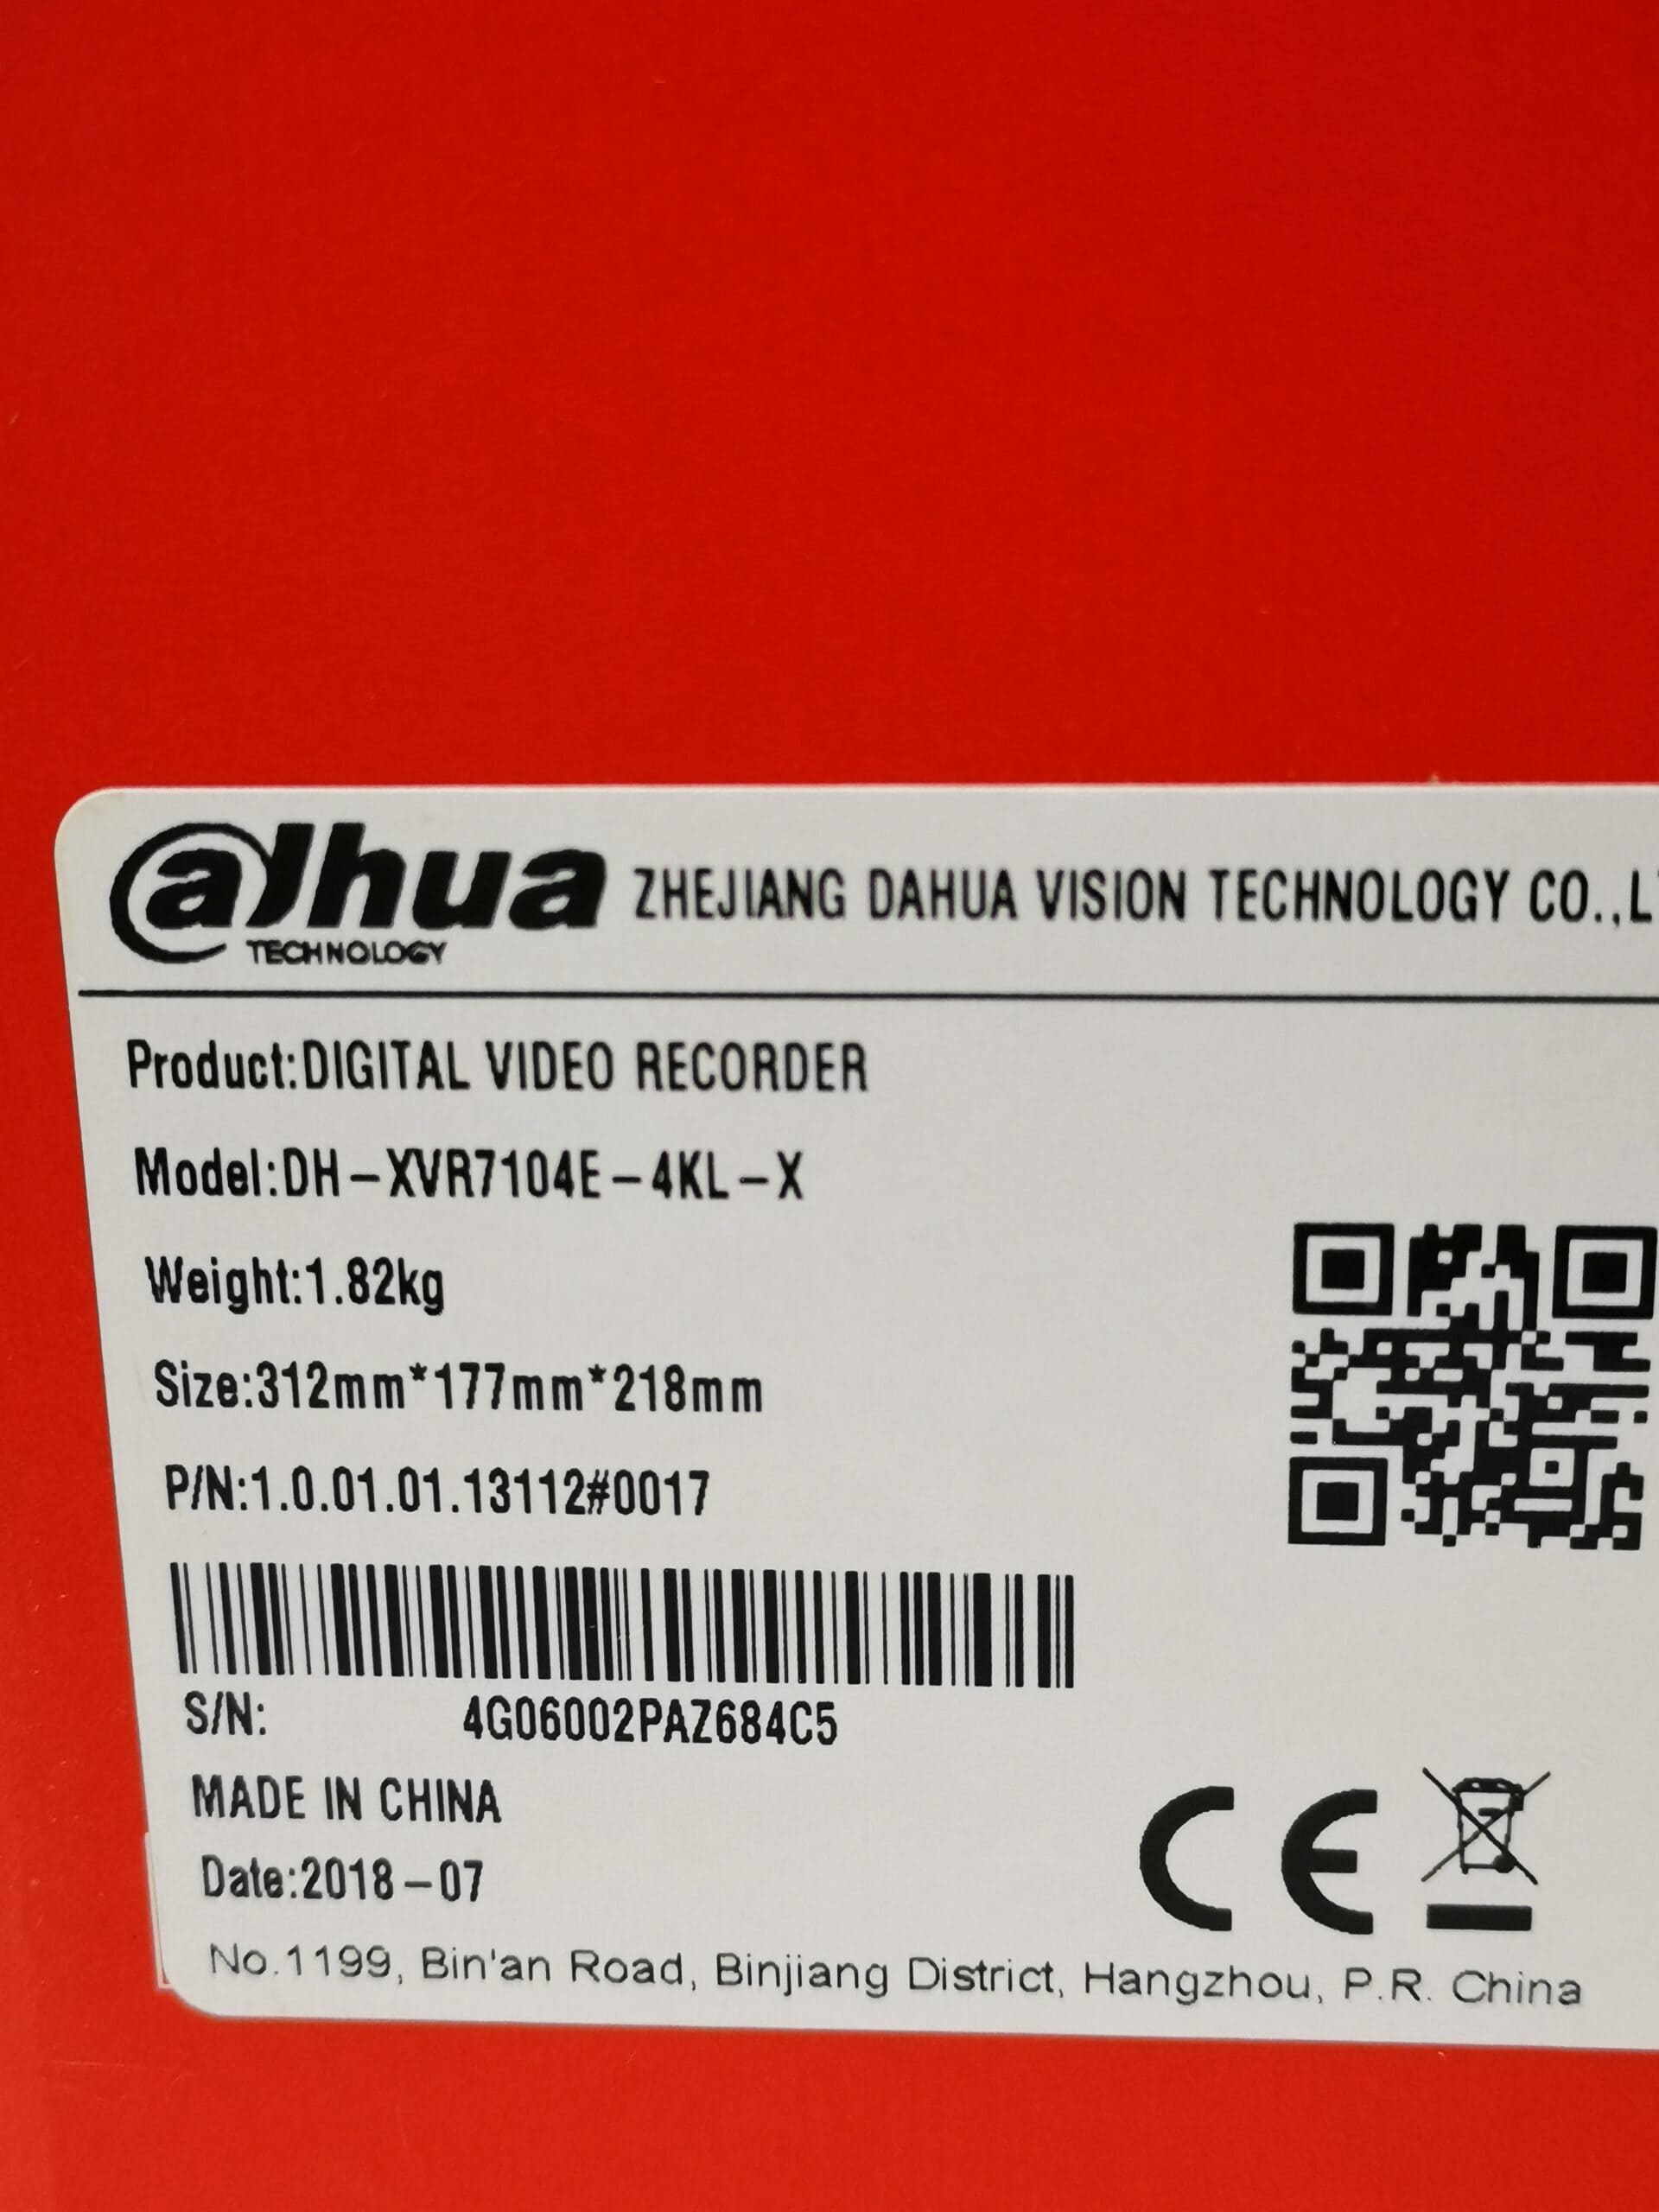 alhua TECHNOLOGY ZHEJIANG DAHUA VISION TECHNOLOGY CO.,L
Product:DIGITAL VIDEO RECORDER
Model:DH-XVR7104E-4KL-X
Weight:1.82kg
Size:312mm*177mm*218mm
P/N:1.0.01.01.13112#0017
S/N: 4G06002PAZ684C5
MADE IN CHINA
Date:2018-07
CE
No.1199, Bin'an Road, Binjiang District, Hangzhou, P.R. China